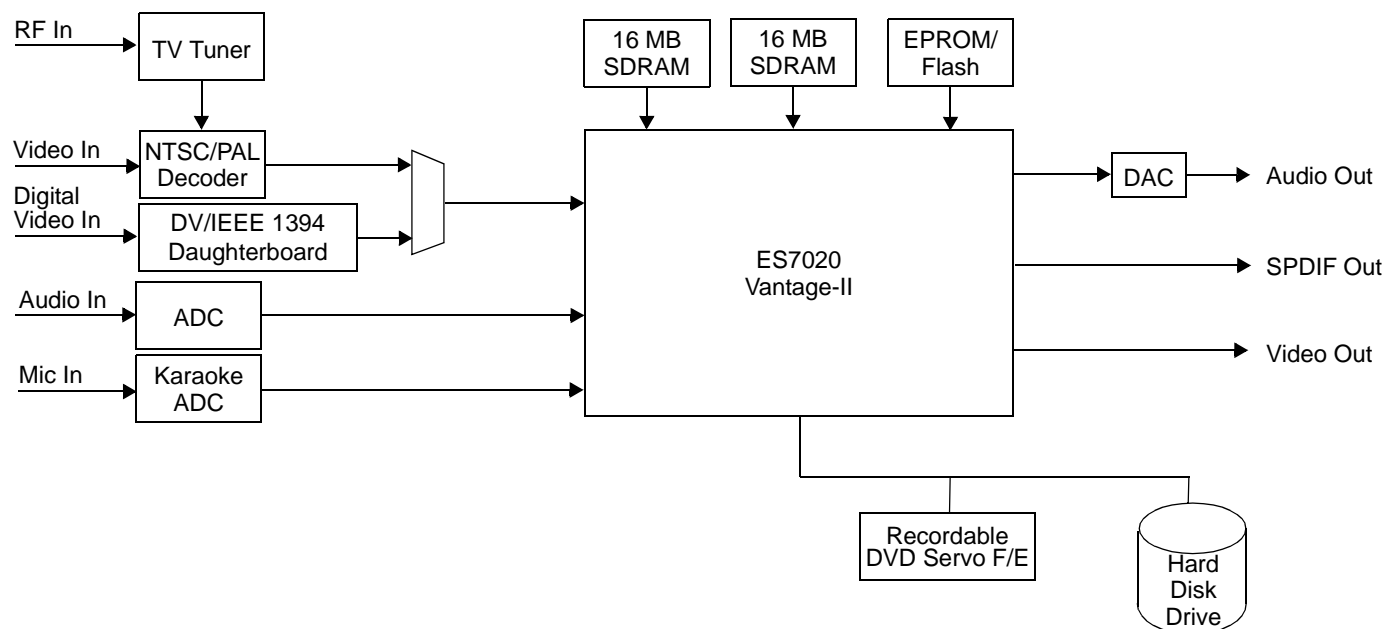 RF In
TV Tuner
16 MB
SDRAM
16 MB
SDRAM
EPROM/
Flash
Video In
NTSC/PAL
Decoder
Digital
Video In
DV/IEEE 1394
Daughterboard
Audio In
ADC
Mic In
Karaoke
ADC
ES7020
Vantage-II
DAC
Audio Out
SPDIF Out
Video Out
Recordable
DVD Servo F/E
Hard
Disk
Drive